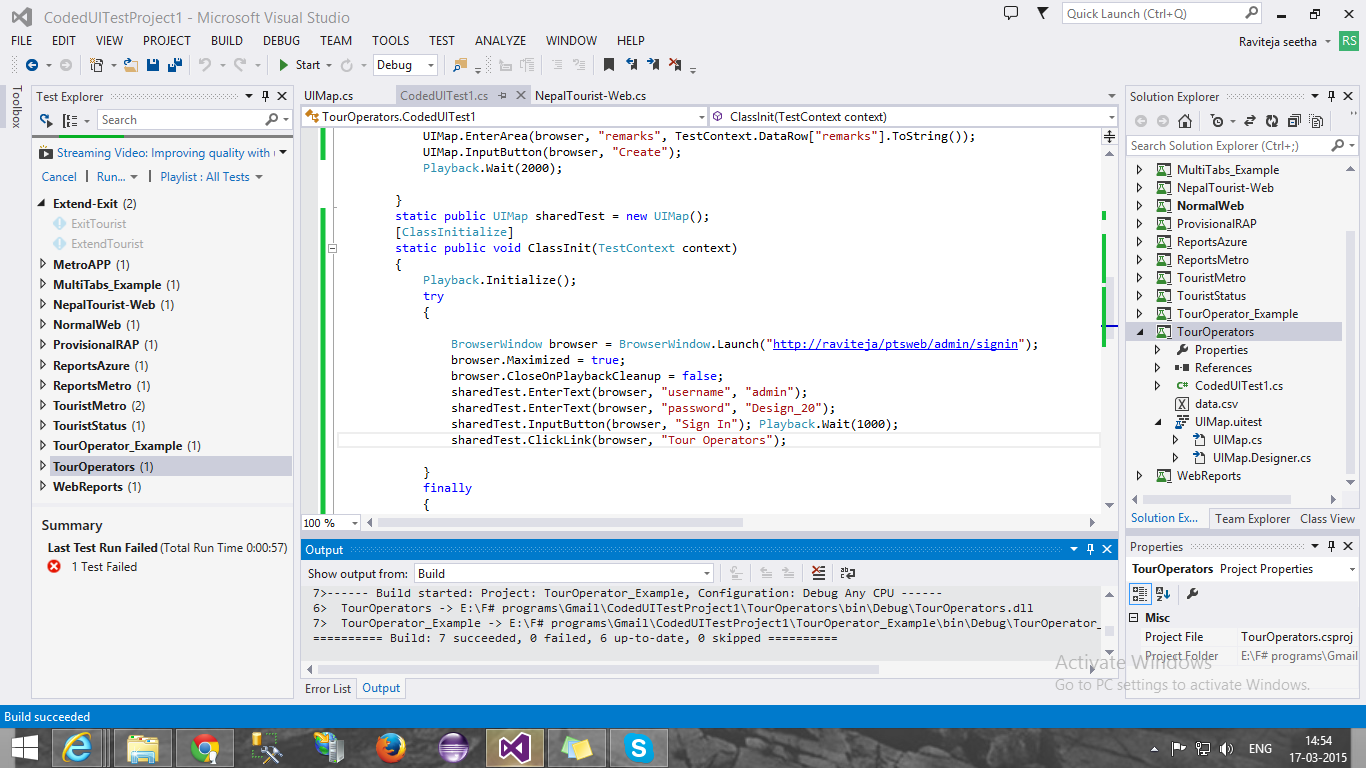 CodedUITestProject1 - Microsoft Visual Studio
Quick Launch (Ctrl+Q)
FILE EDIT VIEW PROJECT BUILD DEBUG TEAM TOOLS TEST ANALYZE WINDOW HELP
Raviteja seetha RS
Start Debug
Toolbox
Test Explorer
Search
Streaming Video: Improving quality with
Cancel | Run... | Playlist : All Tests
Extend-Exit (2)
ExitTourist
ExtendTourist
MetroAPP (1)
MultiTabs_Example (1)
NepalTourist-Web (1)
NormalWeb (1)
ProvisionalRAP (1)
ReportsAzure (1)
ReportsMetro (1)
TouristMetro (2)
TouristStatus (1)
TourOperator_Example (1)
TourOperators (1)
WebReports (1)
Summary
Last Test Run Failed (Total Run Time 0:00:57)
1 Test Failed
UIMap.cs CodedUITest1.cs NepalTourist-Web.cs
TourOperators.CodedUITest1 ClassInit(TestContext context)
UIMap.EnterArea(browser, "remarks", TestContext.DataRow["remarks"].ToString());
UIMap.InputButton(browser, "Create");
Playback.Wait(2000);
}
static public UIMap sharedTest = new UIMap();
[ClassInitialize]
static public void ClassInit(TestContext context)
{
Playback.Initialize();
try
{
BrowserWindow browser = BrowserWindow.Launch("http://raviteja/ptsweb/admin/signin");
browser.Maximized = true;
browser.CloseOnPlaybackCleanup = false;
sharedTest.EnterText(browser, "username", "admin");
sharedTest.EnterText(browser, "password", "Design_20");
sharedTest.InputButton(browser, "Sign In"); Playback.Wait(1000);
sharedTest.ClickLink(browser, "Tour Operators");
}
finally
{
100 %
Output
Show output from: Build
7>------ Build started: Project: TourOperator_Example, Configuration: Debug Any CPU ------
6>  TourOperators -> E:\F# programs\Gmail\CodedUITestProject1\TourOperators\bin\Debug\TourOperators.dll
7>  TourOperator_Example -> E:\F# programs\Gmail\CodedUITestProject1\TourOperator_Example\bin\Debug\TourOperator_
========== Build: 7 succeeded, 0 failed, 6 up-to-date, 0 skipped ==========
Error List Output
Solution Explorer
Search Solution Explorer (Ctrl+;)
MultiTabs_Example
NepalTourist-Web
NormalWeb
ProvisionalRAP
ReportsAzure
ReportsMetro
TouristMetro
TouristStatus
TourOperator_Example
TourOperators
Properties
References
C# CodedUITest1.cs
data.csv
UIMap.uitest
UIMap.cs
UIMap.Designer.cs
WebReports
Solution Ex... Team Explorer Class View
Properties
TourOperators Project Properties
Misc
Project File TourOperators.csproj
Project Folder E:\F# programs\Gmail
Activate Windows
Go to PC settings to activate Windows.
Build succeeded
ENG
14:54
17-03-2015